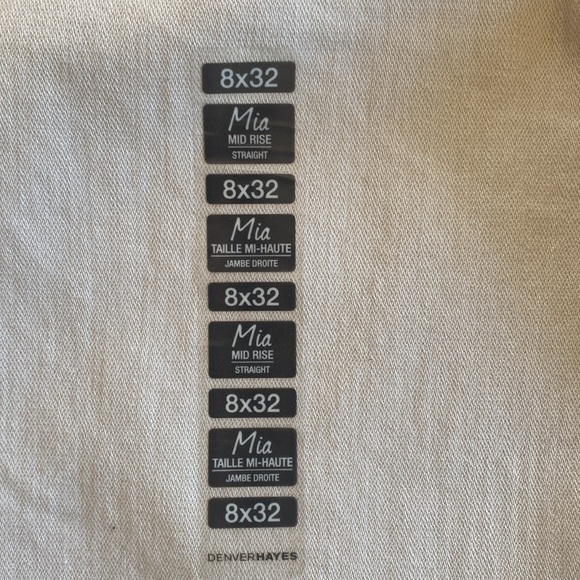 8x32
Mia
MID RISE
STRAIGHT
8x32
Mia
TAILLE MI-HAUTE
JAMBE DROITE
8x32
Mia
MID RISE
STRAIGHT
8x32
Mia
TAILLE MI-HAUTE
JAMBE DROITE
8x32
DENVERHAYES